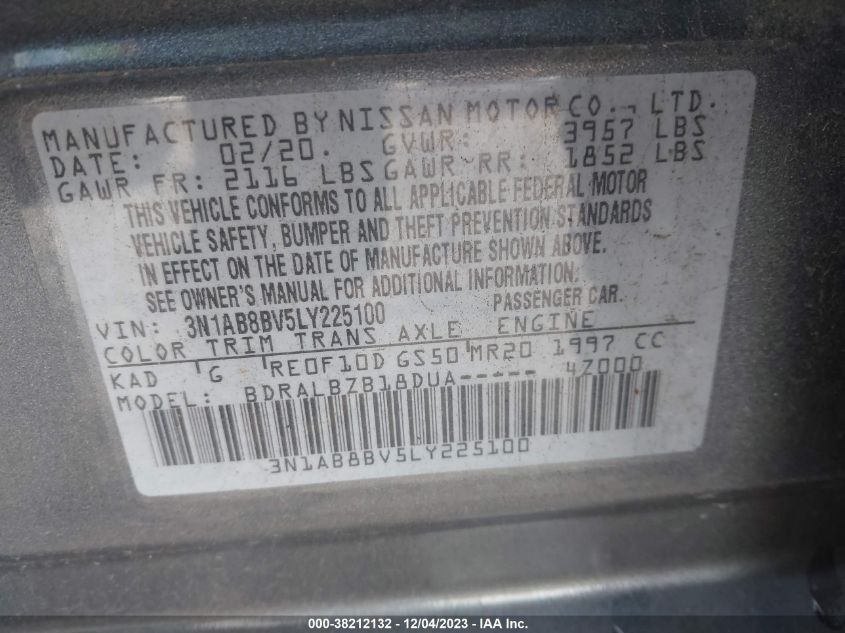 MANUFACTURED BY NISSAN MOTOR CO., LTD.
DATE: 02/20. GVWR: 3957 LBS
GAWR FR: 2116 LBS GAWR RR: 1852 LBS
THIS VEHICLE CONFORMS TO ALL APPLICABLE FEDERAL MOTOR
VEHICLE SAFETY, BUMPER AND THEFT PREVENTION STANDARDS
IN EFFECT ON THE DATE OF MANUFACTURE SHOWN ABOVE.
SEE OWNER'S MANUAL FOR ADDITIONAL INFORMATION.
VIN: 3N1AB8BV5LY225100 PASSENGER CAR.
COLOR TRIM TRANS AXLE ENGINE
KAD G RE0F10D GS50 MR20 1997 CC
MODEL: BDRALBZB18DUA----- 47000
3N1AB8BV5LY225100
000-38212132 - 12/04/2023 - IAA Inc.